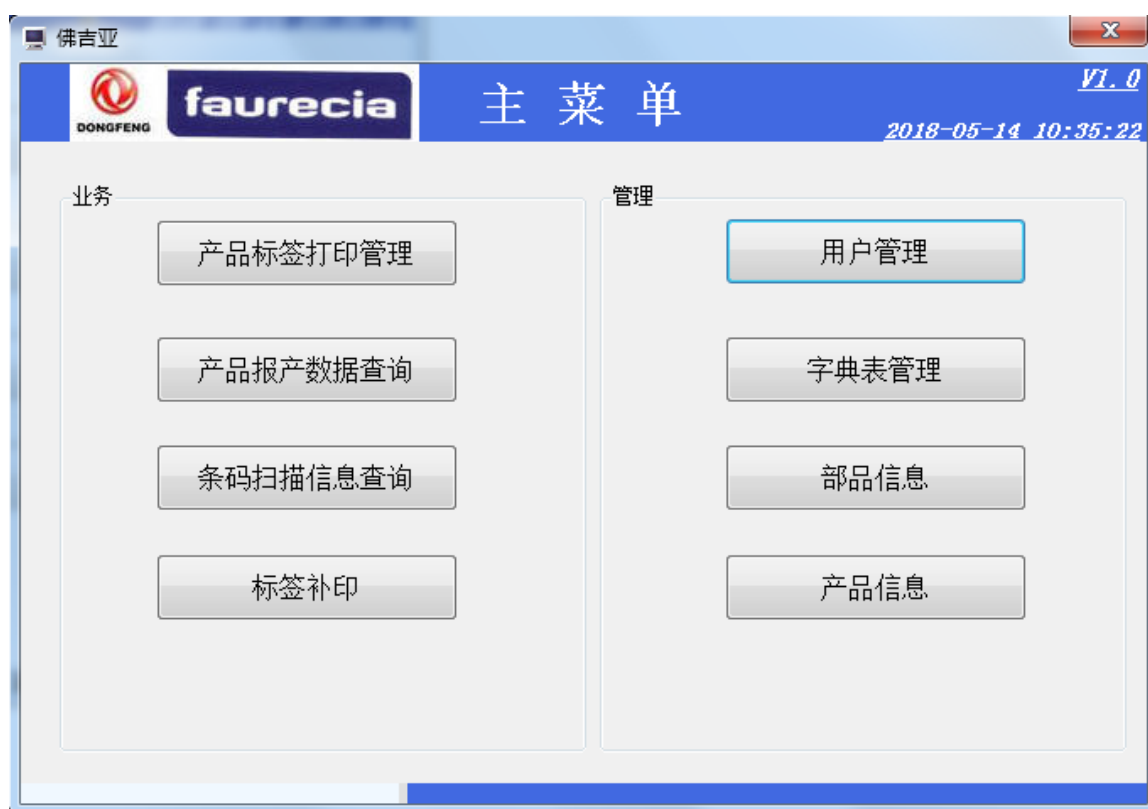 佛吉亚
DONGFENG
faurecia
主菜单
V1.0
2018-05-14 10:35:22
业务
产品标签打印管理
产品报产数据查询
条码扫描信息查询
标签补印
管理
用户管理
字典表管理
部品信息
产品信息